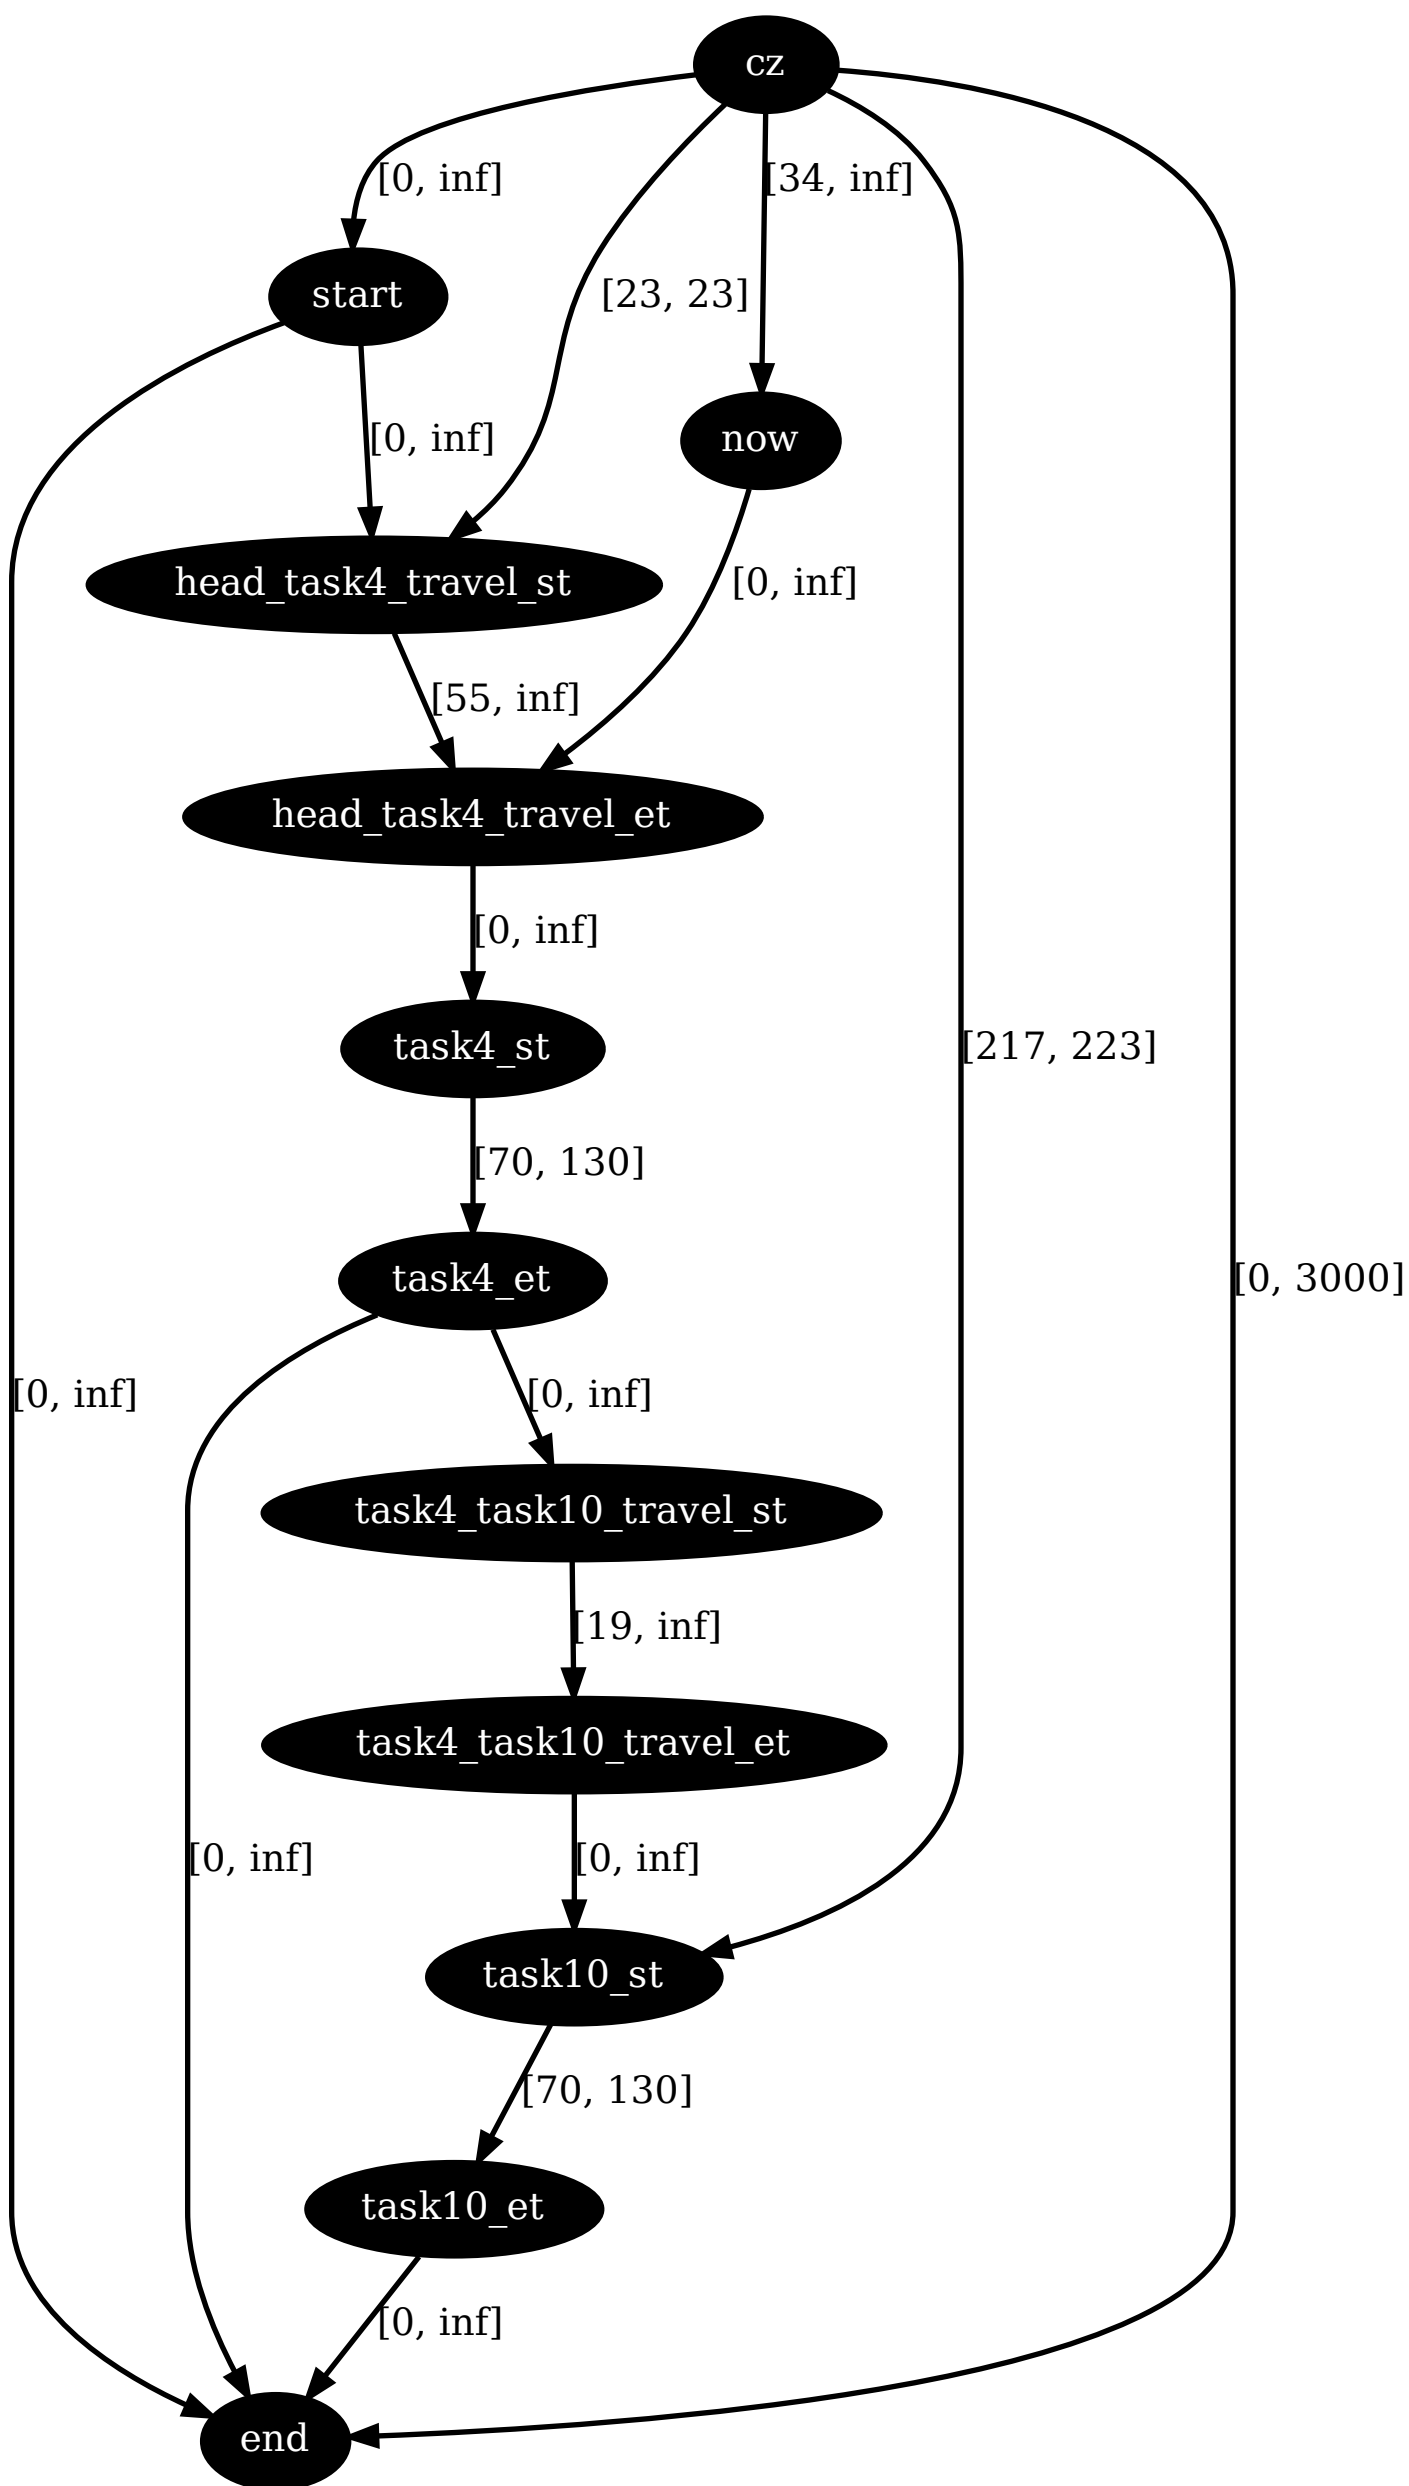 cz
[0, inf]
[34, inf]
start
[23, 23]
now
[0, inf]
head_task4_travel_st
[0, inf]
[55, inf]
head_task4_travel_et
[0, inf]
task4_st
[217, 223]
[70, 130]
task4_et
[0, 3000]
[0, inf]
[0, inf]
task4_task10_travel_st
[19, inf]
task4_task10_travel_et
[0, inf]
[0, inf]
task10_st
[70, 130]
task10_et
[0, inf]
end